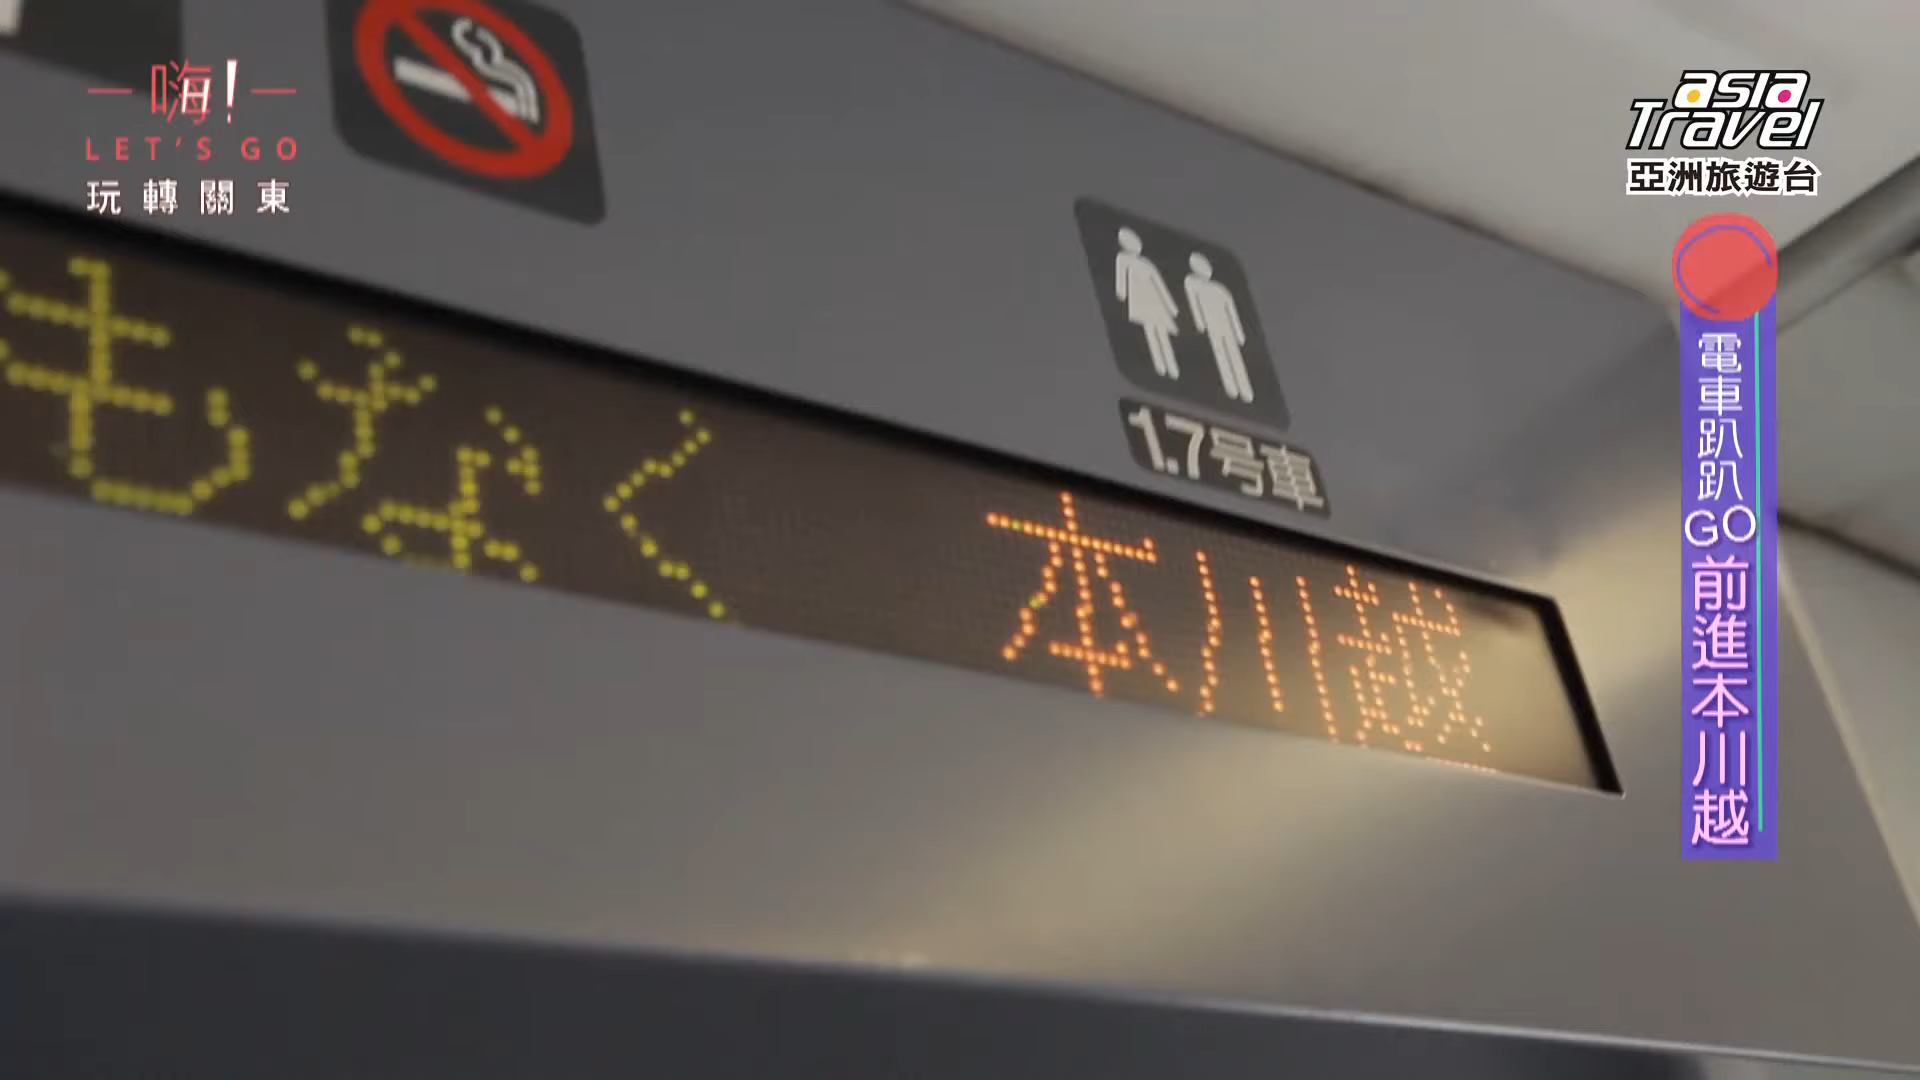 嗨!
LET'S GO
玩轉關東
asia
Travel
亞洲旅遊台
1.7号車
もなく 本川越
電車趴趴GO前進本川越